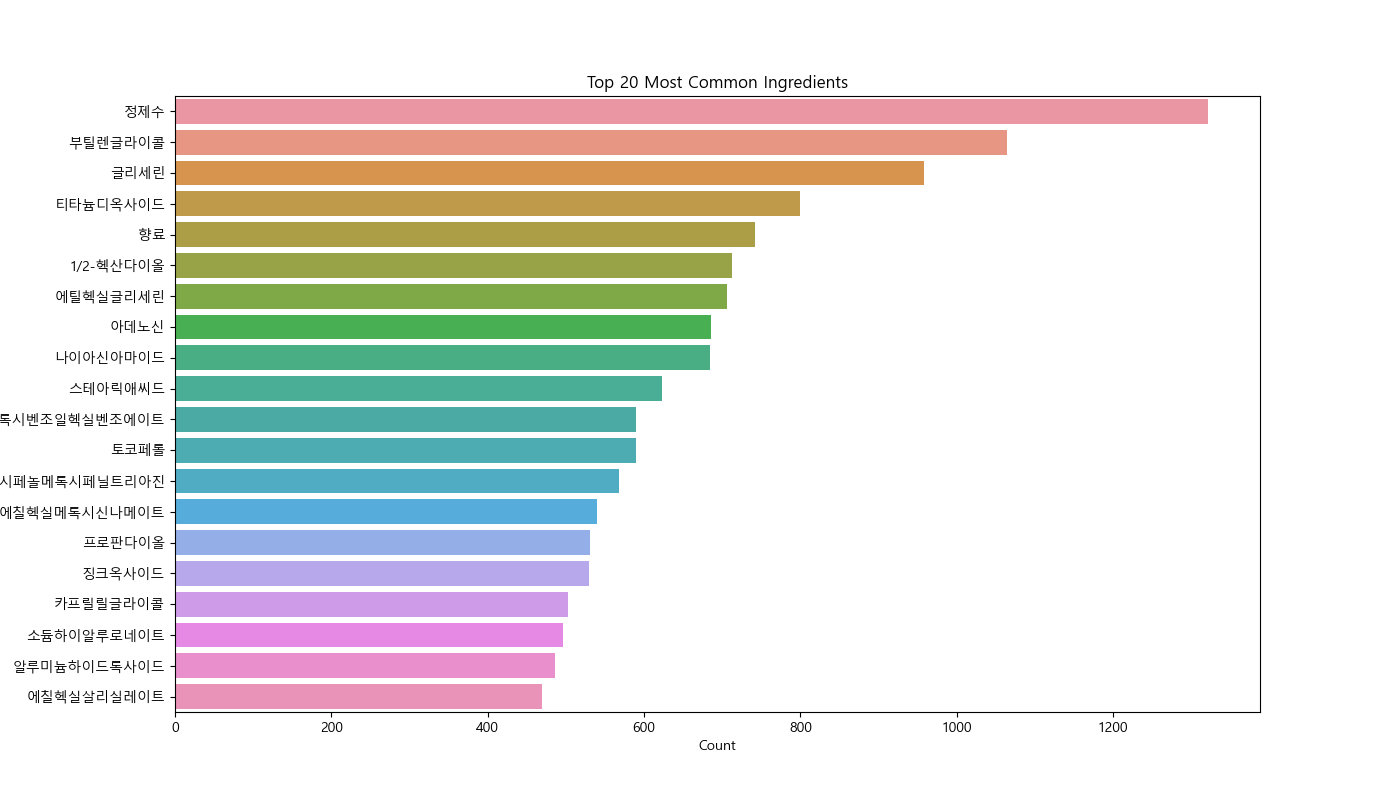 Top 20 Most Common Ingredients
정제수
부틸렌글라이콜
글리세린
티타늄디옥사이드
향료
1/2-헥산다이올
에틸헥실글리세린
아데노신
나이아신아마이드
스테아릭애씨드
톡시벤조일헥실벤조에이트
토코페롤
시페놀메톡시페닐트리아진
에칠헥실메톡시신나메이트
프로판다이올
징크옥사이드
카프릴릴글라이콜
소듐하이알루로네이트
알루미늄하이드록사이드
에칠헥실살리실레이트
0 200 400 600 800 1000 1200
Count